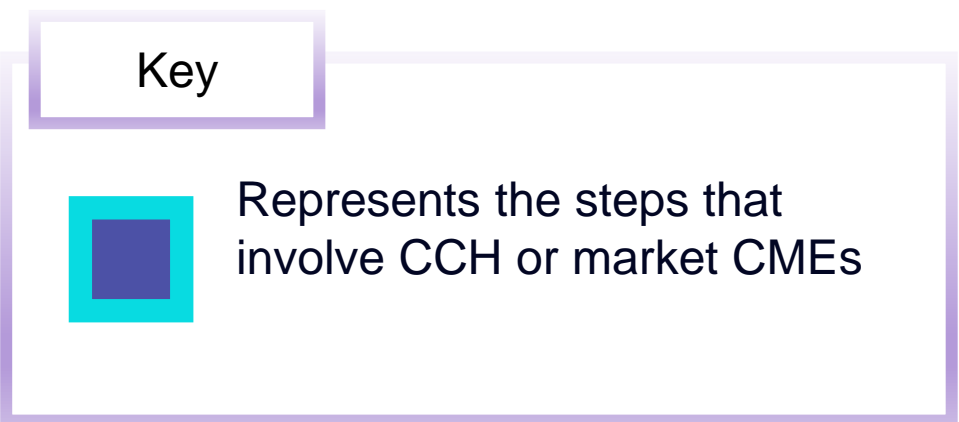 Key
Represents the steps that
involve CCH or market CMEs